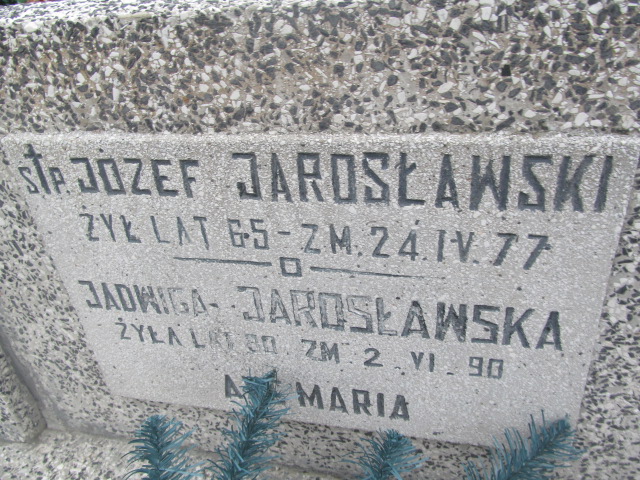 ŚTP. JOZEF JAROSŁAWSKI
ŻYŁ LAT 65 - ZM. 24.IV.77
JADWIGA - JAROSŁAWSKA
ŻYŁA LAT 80 ZM 2 VI 90
MARIA